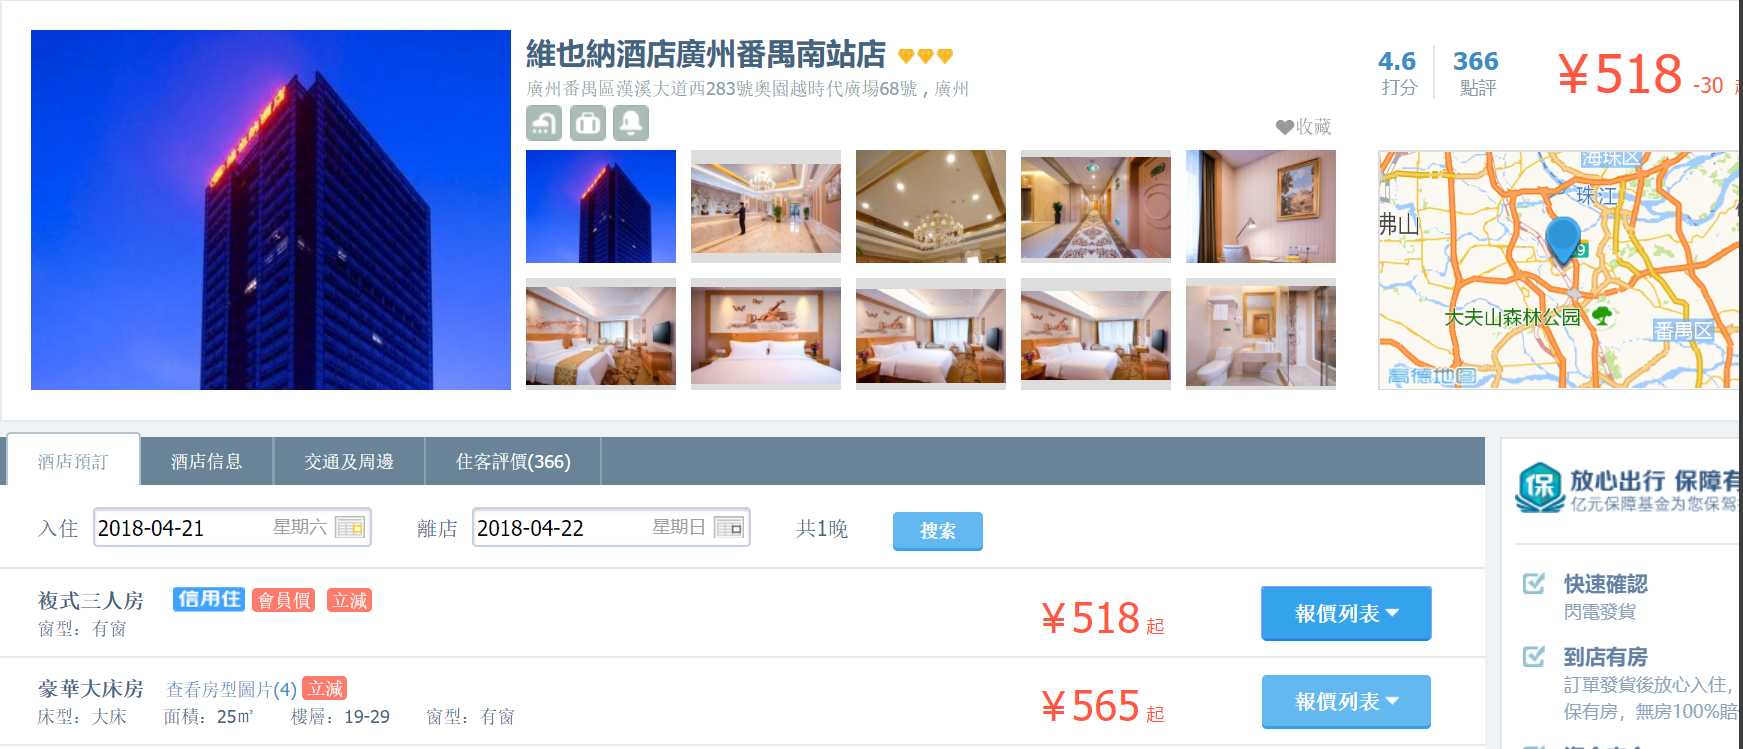 維也納酒店廣州番禺南站店
廣州番禺區漢溪大道西283號奧園越時代廣場68號，廣州
收藏
4.6
打分
366
點評
¥518 -30
海珠区
珠江
佛山
大夫山森林公园
番禺区
高德地图
酒店預訂
酒店信息
交通及周邊
住客評價(366)
入住 2018-04-21 星期六 離店 2018-04-22 星期日 共1晚 搜索
複式三人房 信用住 會員價 立減
窗型：有窗
¥518 起 報價列表
豪華大床房 查看房型圖片(4) 立減
床型：大床 面積：25㎡ 樓層：19-29 窗型：有窗
¥565 起 報價列表
保 放心出行 保障有
亿元保障基金为您保驾
快速確認
閃電發貨
到店有房
訂單發貨後放心入住，
保有房，無房100%賠